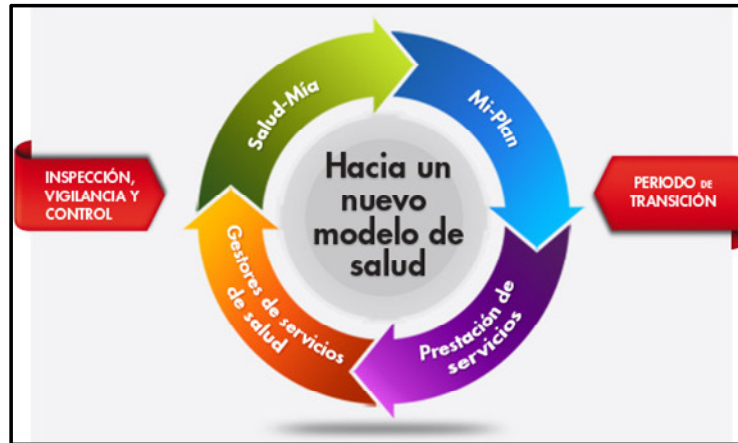 Salud-Mía
Mi-Plan
INSPECCIÓN,
VIGILANCIA Y
CONTROL
Hacia un
nuevo
modelo de
salud
PERIODO DE
TRANSICIÓN
Gestores de servicios
de salud
Prestación de
servicios